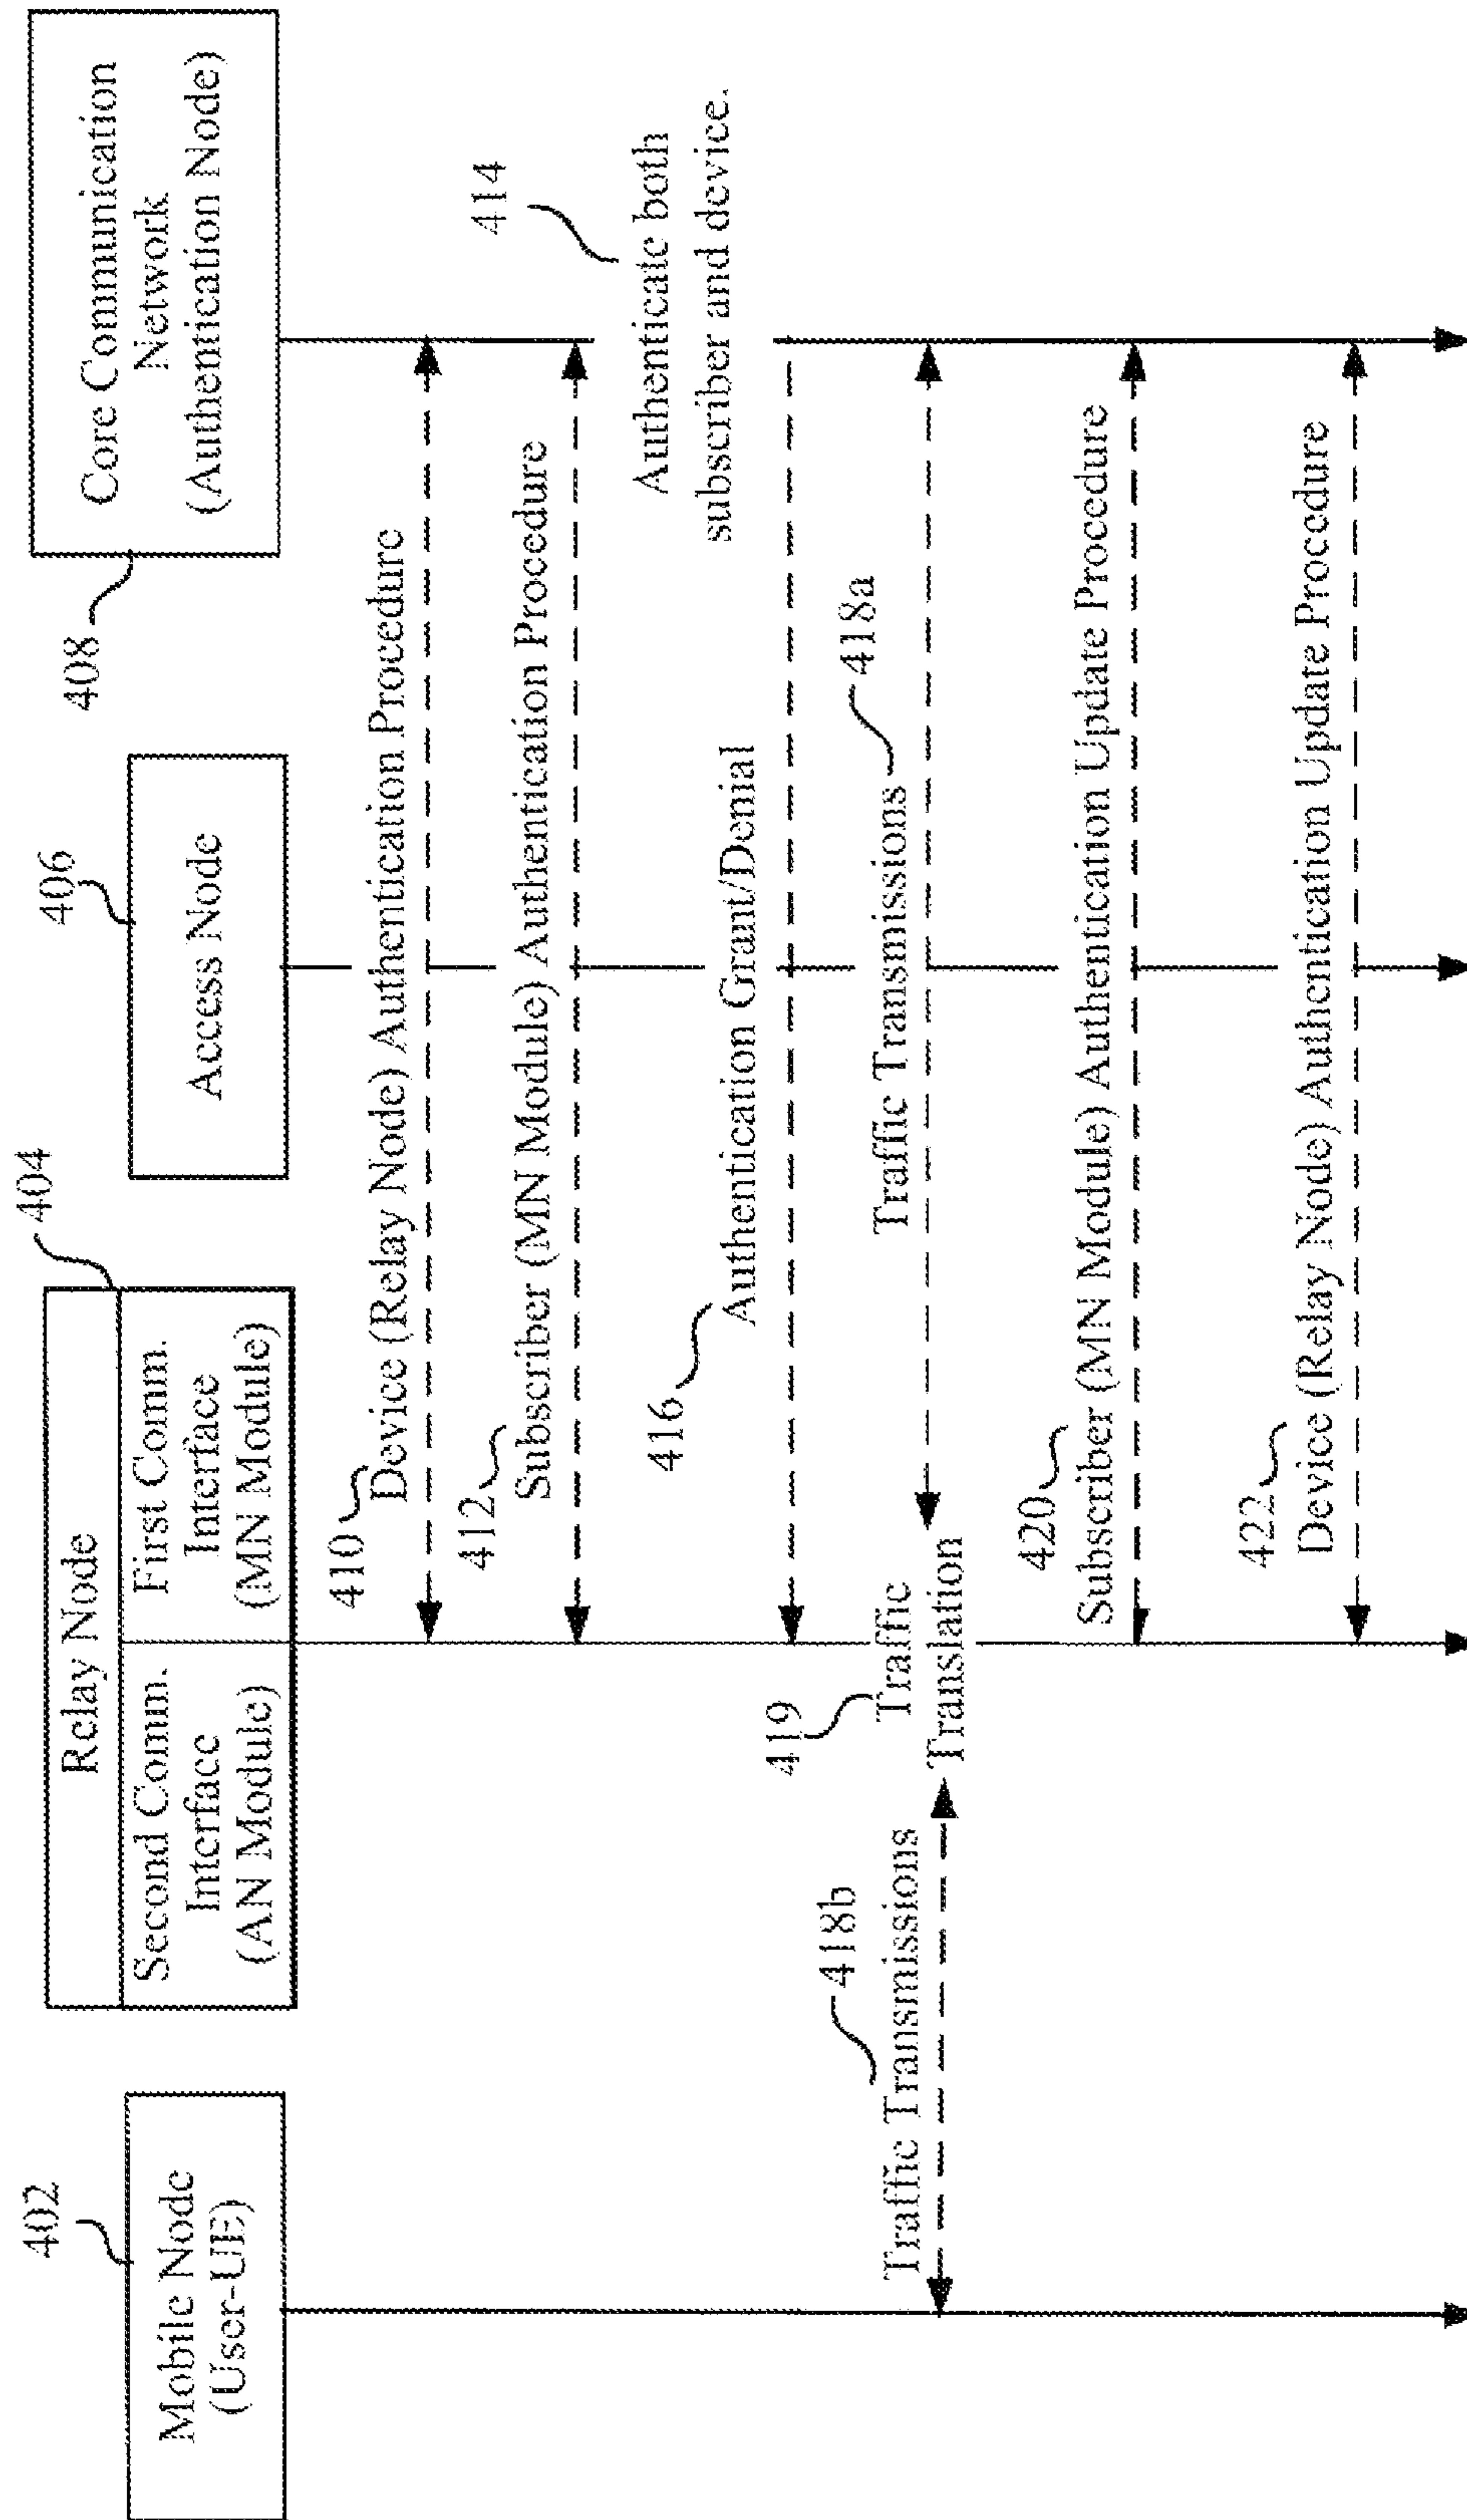 402
Mobile Node
(User-UE)
404
Relay Node
Second Comm.
Interface
(AN Module)
First Comm.
Interface
(MN Module)
406
Access Node
408
Core Communication
Network
(Authentication Node)
410
Device (Relay Node) Authentication Procedure
412
Subscriber (MN Module) Authentication Procedure
414
Authenticate both
subscriber and device.
416
Authentication Grant/Denial
418b
Traffic Transmissions
419
Traffic
Translation
Traffic Transmissions
418a
420
Subscriber (MN Module) Authentication Update Procedure
422
Device (Relay Node) Authentication Update Procedure